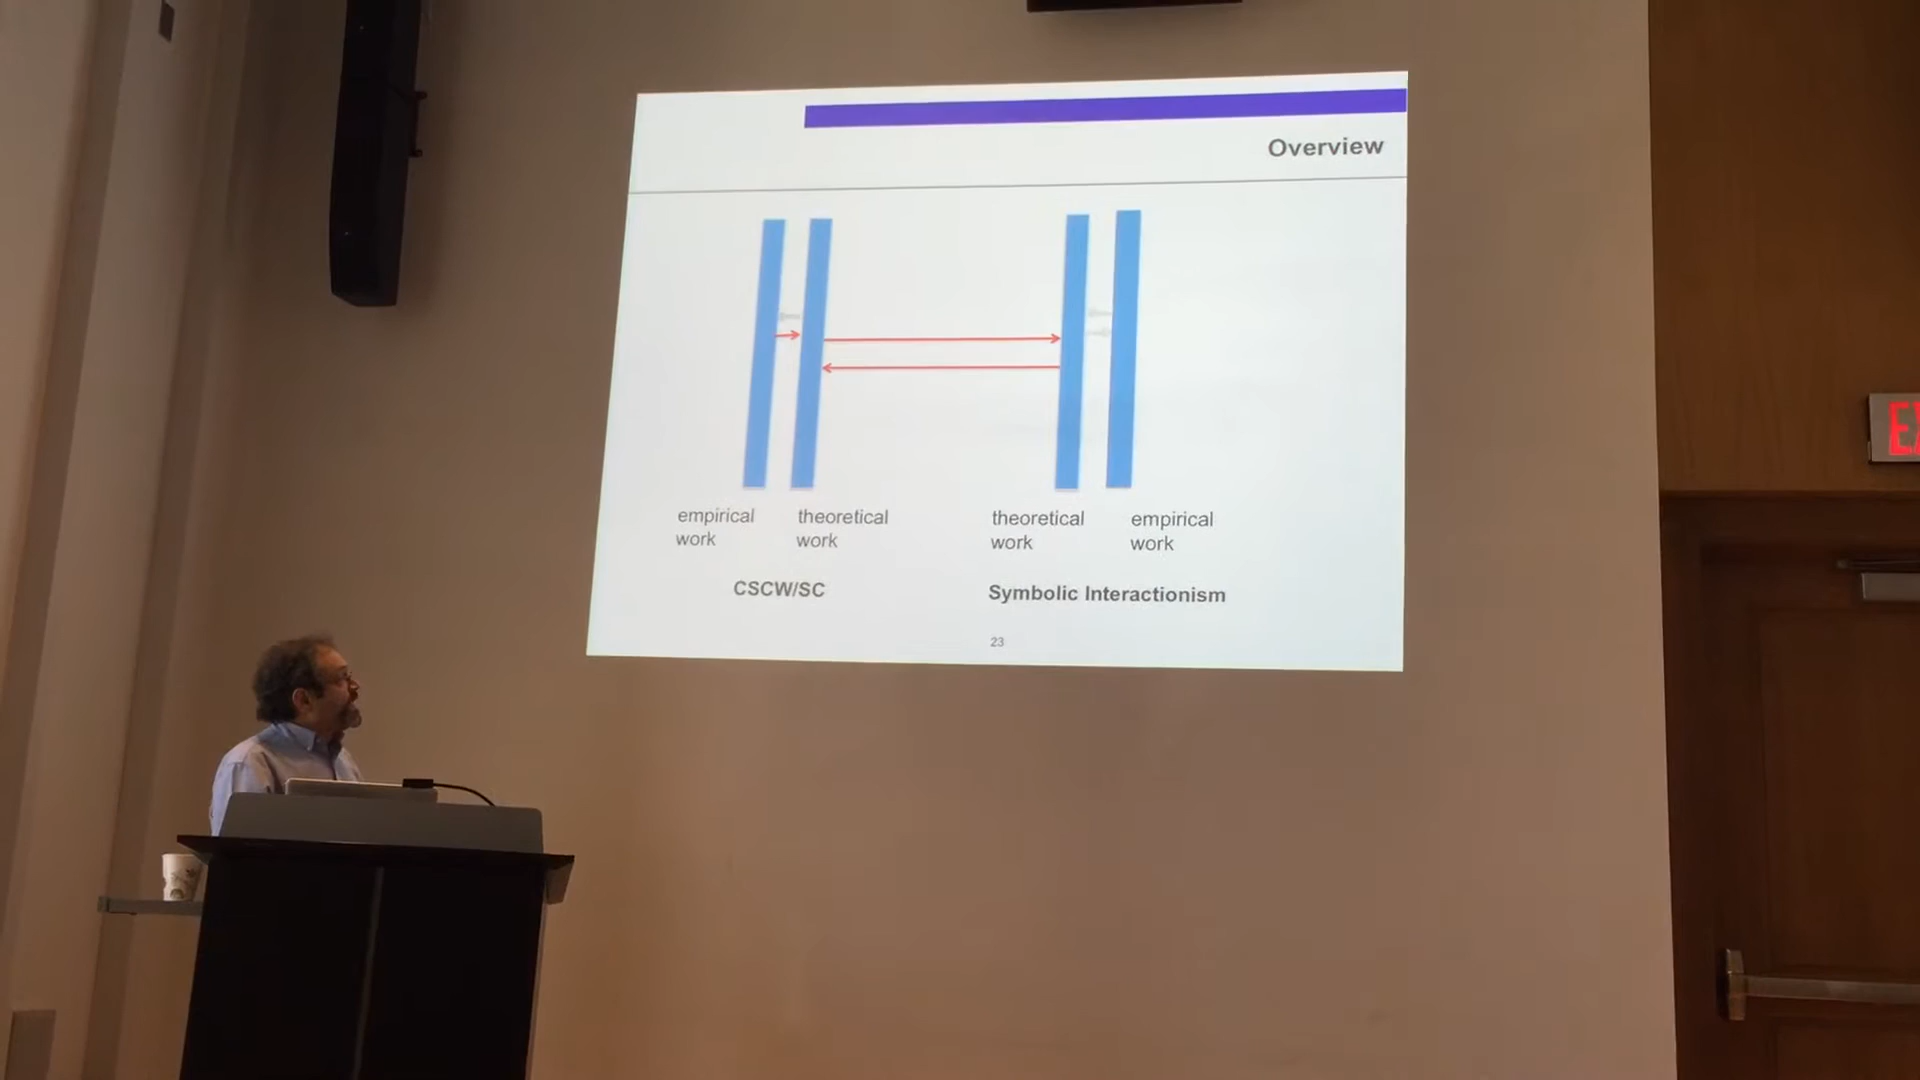 Overview
empirical
work
theoretical
work
theoretical
work
empirical
work
CSCW/SC
Symbolic Interactionism
23